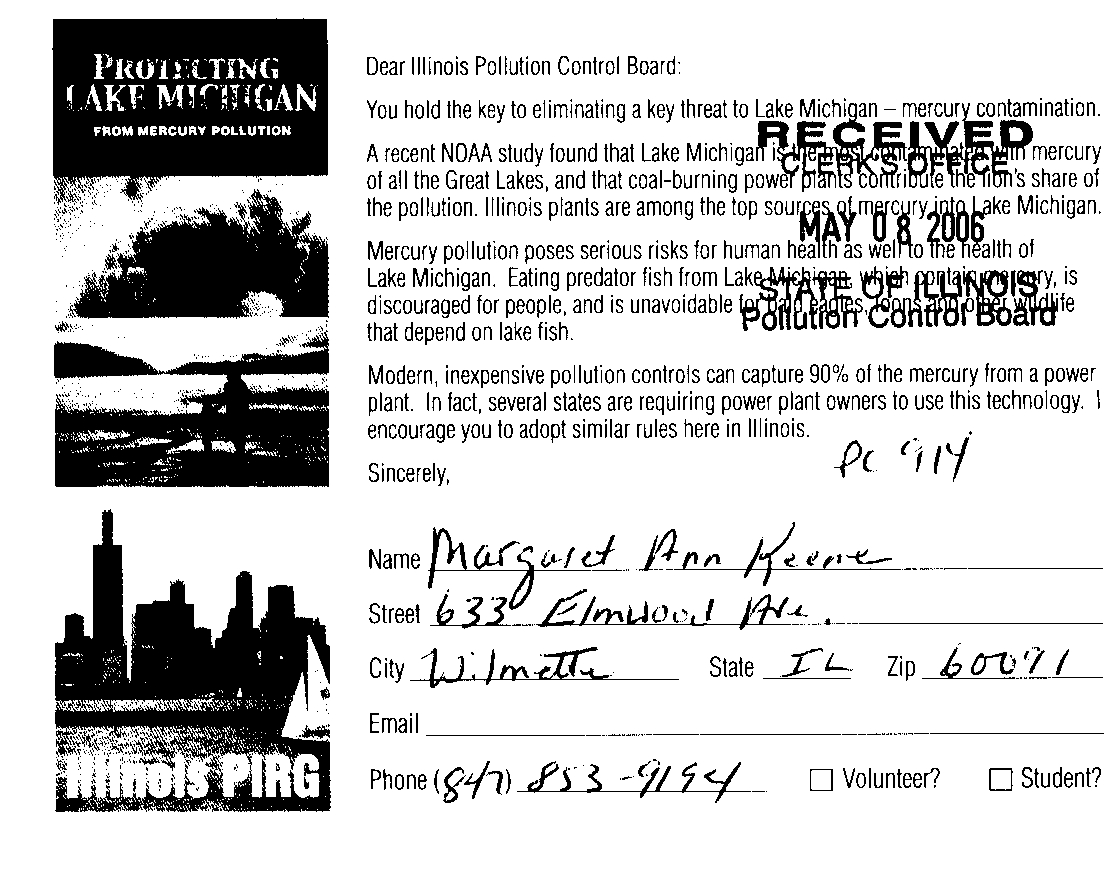 PROTECTING
LAKE MICHIGAN
FROM MERCURY POLLUTION
Illinois PIRG
Dear Illinois Pollution Control Board:
You hold the key to eliminating a key threat to Lake Michigan – mercury contamination.
A recent NOAA study found that Lake Michigan is the most contaminated with mercury
of all the Great Lakes, and that coal-burning power plants contribute the lion's share of
the pollution. Illinois plants are among the top sources of mercury into Lake Michigan.
Mercury pollution poses serious risks for human health as well to the health of
Lake Michigan. Eating predator fish from Lake Michigan, which contain mercury, is
discouraged for people, and is unavoidable for bald eagles, loons and other wildlife
that depend on lake fish.
Modern, inexpensive pollution controls can capture 90% of the mercury from a power
plant. In fact, several states are requiring power plant owners to use this technology. I
encourage you to adopt similar rules here in Illinois.
Sincerely,
RECEIVED
CLERK'S OFFICE
MAY 08 2006
STATE OF ILLINOIS
Pollution Control Board
PC 914
Name Margaret Ann Keene
Street 633 Elmwood Ave.
City Wilmette State IL Zip 60091
Email
Phone (847) 853-9194
Volunteer? Student?